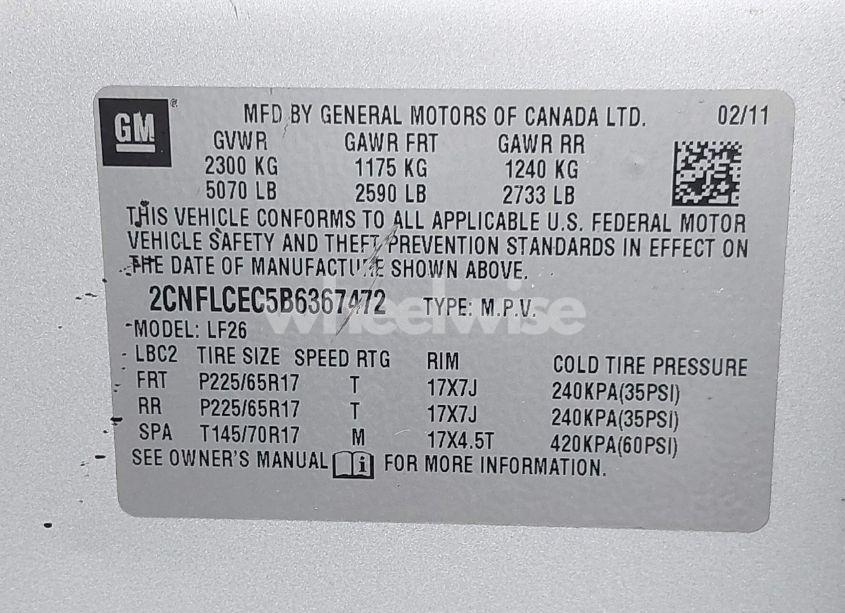 GM
MFD BY GENERAL MOTORS OF CANADA LTD. 02/11
GVWR GAWR FRT GAWR RR
2300 KG 1175 KG 1240 KG
5070 LB 2590 LB 2733 LB
THIS VEHICLE CONFORMS TO ALL APPLICABLE U.S. FEDERAL MOTOR
VEHICLE SAFETY AND THEFT PREVENTION STANDARDS IN EFFECT ON
THE DATE OF MANUFACTURE SHOWN ABOVE.
2CNFLCEC5B6367472 TYPE: M.P.V.
wheelwise
MODEL: LF26
LBC2 TIRE SIZE SPEED RTG RIM COLD TIRE PRESSURE
FRT P225/65R17 T 17X7J 240KPA(35PSI)
RR P225/65R17 T 17X7J 240KPA(35PSI)
SPA T145/70R17 M 17X4.5T 420KPA(60PSI)
SEE OWNER'S MANUAL FOR MORE INFORMATION.